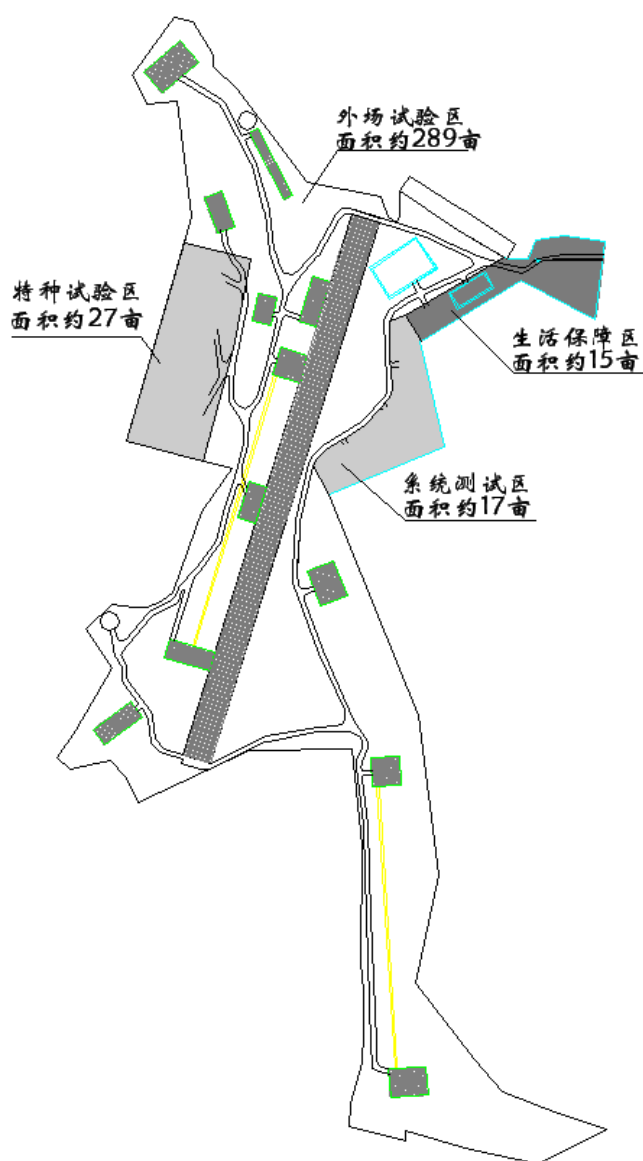 外场试验区
面积约289亩
特种试验区
面积约27亩
生活保障区
面积约15亩
系统测试区
面积约17亩